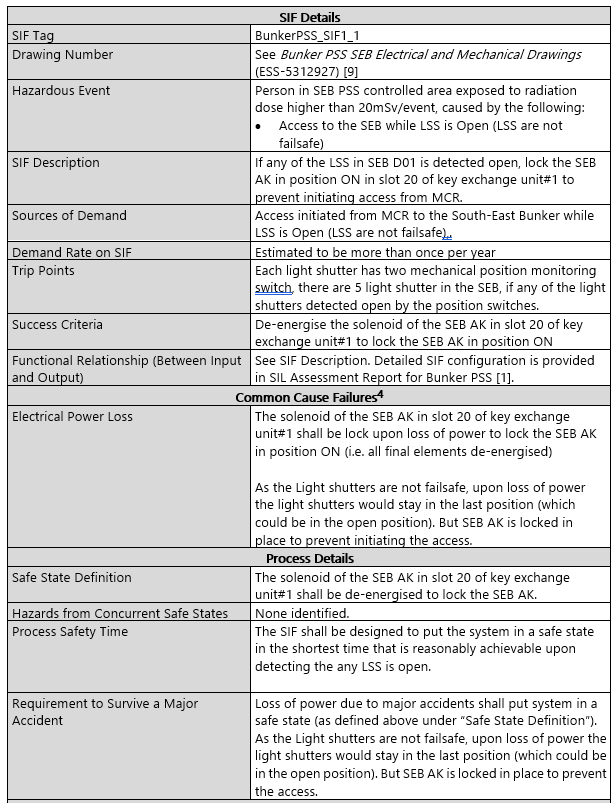 SIF Details
SIF Tag
BunkerPSS_SIF1_1
Drawing Number
See Bunker PSS SEB Electrical and Mechanical Drawings
(ESS-5312927) [9]
Hazardous Event
Person in SEB PSS controlled area exposed to radiation
dose higher than 20mSv/event, caused by the following:
• Access to the SEB while LSS is Open (LSS are not
failsafe)
SIF Description
If any of the LSS in SEB D01 is detected open, lock the SEB
AK in position ON in slot 20 of key exchange unit#1 to
prevent initiating access from MCR.
Sources of Demand
Access initiated from MCR to the South-East Bunker while
LSS is Open (LSS are not failsafe)..
Demand Rate on SIF
Estimated to be more than once per year
Trip Points
Each light shutter has two mechanical position monitoring
switch, there are 5 light shutter in the SEB, if any of the light
shutters detected open by the position switches.
Success Criteria
De-energise the solenoid of the SEB AK in slot 20 of key
exchange unit#1 to lock the SEB AK in position ON
Functional Relationship (Between Input
and Output)
See SIF Description. Detailed SIF configuration is provided
in SIL Assessment Report for Bunker PSS [1].
Common Cause Failures4
Electrical Power Loss
The solenoid of the SEB AK in slot 20 of key exchange
unit#1 shall be lock upon loss of power to lock the SEB AK
in position ON (i.e. all final elements de-energised)
As the Light shutters are not failsafe, upon loss of power
the light shutters would stay in the last position (which
could be in the open position). But SEB AK is locked in
place to prevent initiating the access.
Process Details
Safe State Definition
The solenoid of the SEB AK in slot 20 of key exchange
unit#1 shall be de-energised to lock the SEB AK.
Hazards from Concurrent Safe States
None identified.
Process Safety Time
The SIF shall be designed to put the system in a safe state
in the shortest time that is reasonably achievable upon
detecting the any LSS is open.
Requirement to Survive a Major
Accident
Loss of power due to major accidents shall put system in a
safe state (as defined above under “Safe State Definition”).
As the Light shutters are not failsafe, upon loss of power the
light shutters would stay in the last position (which could be
in the open position). But SEB AK is locked in place to prevent
the access.